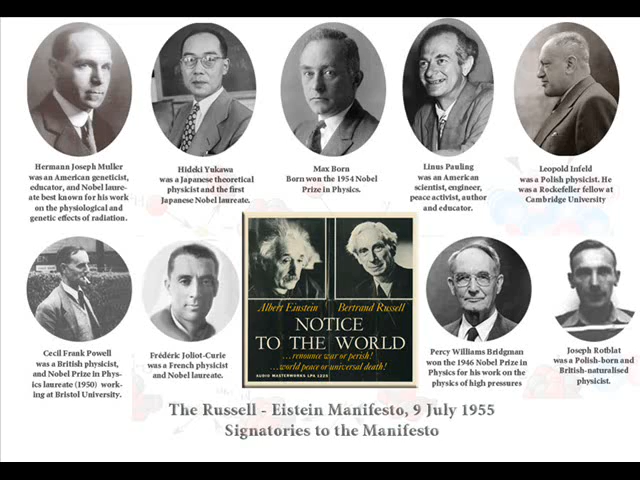 Hermann Joseph Muller
was an American geneticist,
educator, and Nobel laure-
ate best known for his work
on the physiological and
genetic effects of radiation.
Hideki Yukawa
was a Japanese theoretical
physicist and the first
Japanese Nobel laureate.
Max Born
Born won the 1954 Nobel
Prize in Physics.
Linus Pauling
was an American
scientist, engineer,
peace activist, author
and educator.
Leopold Infeld
was a Polish physicist. He
was a Rockefeller fellow at
Cambridge University
Cecil Frank Powell
was a British physicist,
and Nobel Prize in Phys-
ics laureate (1950) work-
ing at Bristol University.
Frédéric Joliot-Curie
was a French physicist
and Nobel laureate.
Albert Einstein Bertrand Russell
NOTICE
TO THE WORLD
...renounce war or perish!
...world peace or universal death!
AUDIO MASTERWORKS LPA 1225
Percy Williams Bridgman
won the 1946 Nobel Prize in
Physics for his work on the
physics of high pressures
Joseph Rotblat
was a Polish-born and
British-naturalised
physicist.
The Russell - Eistein Manifesto, 9 July 1955
Signatories to the Manifesto